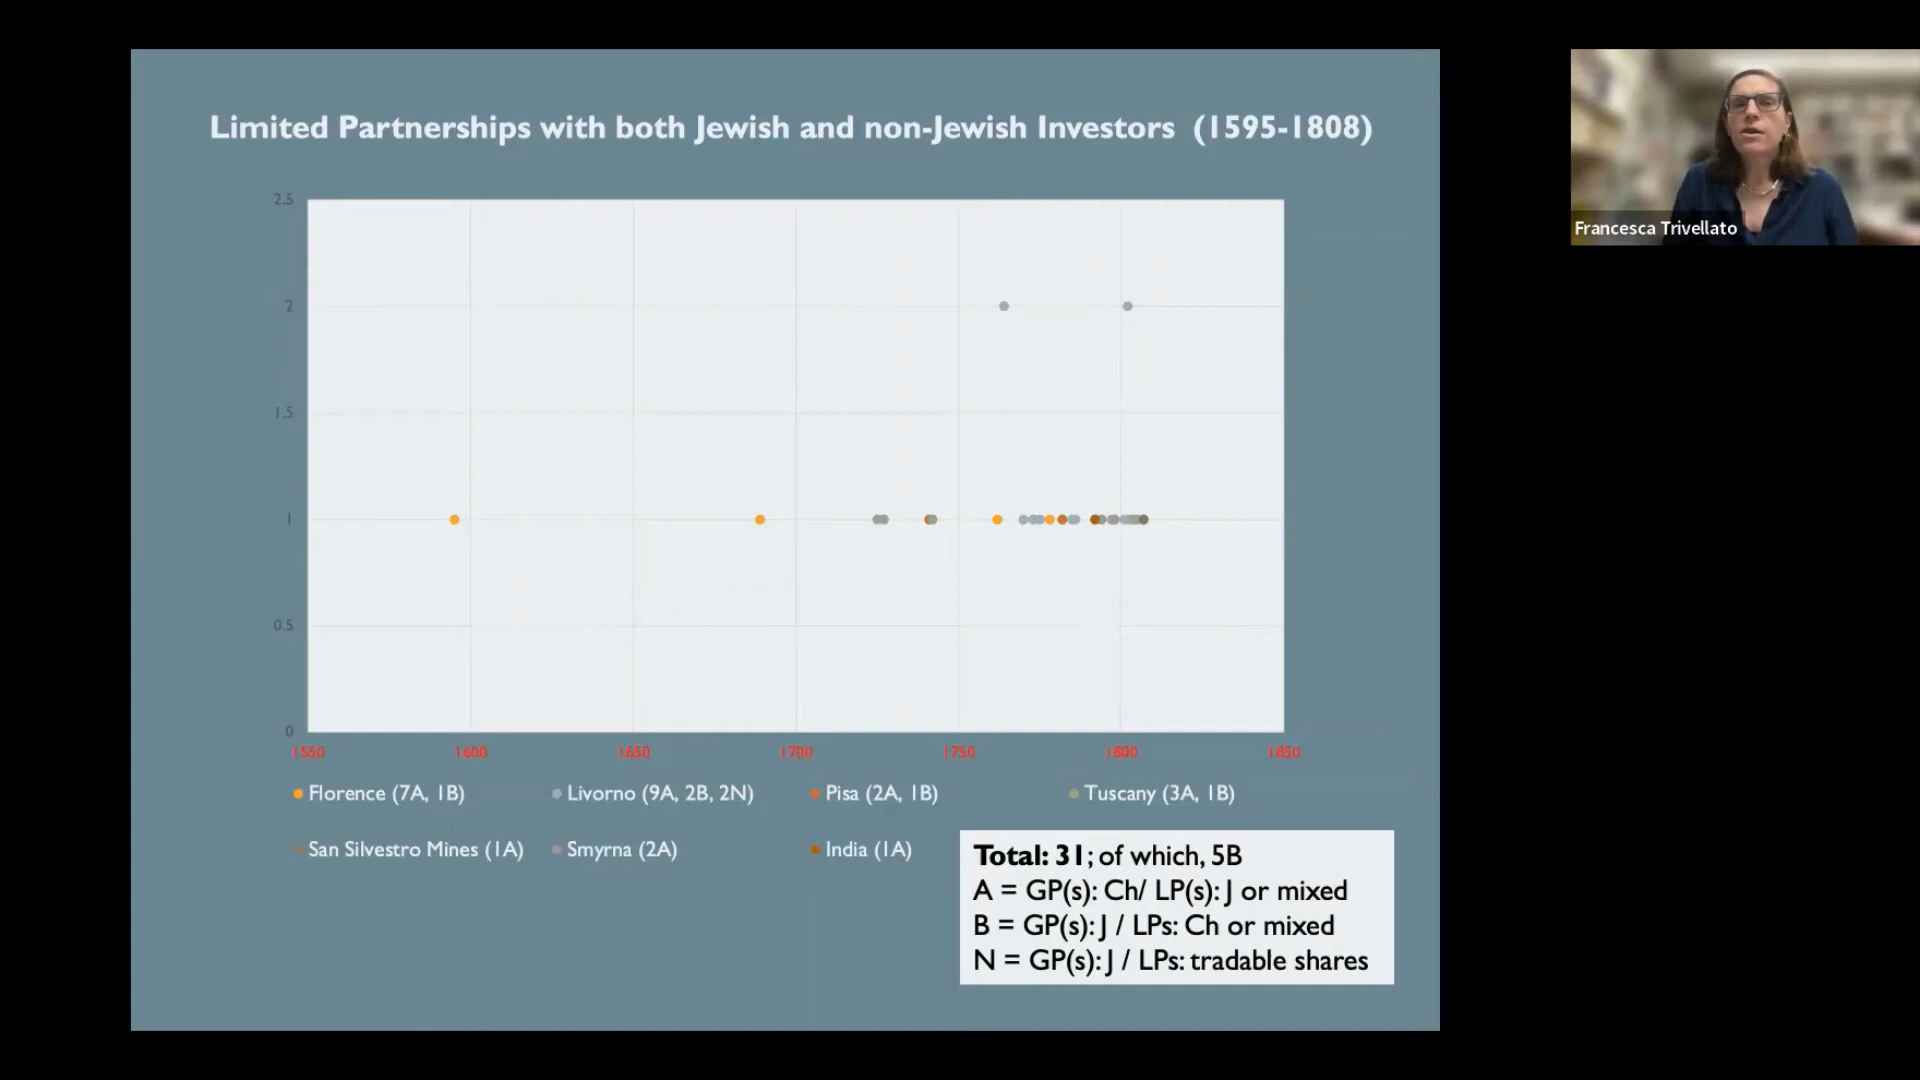 Limited Partnerships with both Jewish and non-Jewish Investors (1595-1808)
2.5
2
1.5
1
0.5
0
1550 1600 1650 1700 1750 1800 1850
Florence (7A, 1B) Livorno (9A, 2B, 2N) Pisa (2A, 1B) Tuscany (3A, 1B)
San Silvestro Mines (1A) Smyrna (2A) India (1A)
Total: 31; of which, 5B
A = GP(s): Ch/ LP(s): J or mixed
B = GP(s): J / LPs: Ch or mixed
N = GP(s): J / LPs: tradable shares
Francesca Trivellato